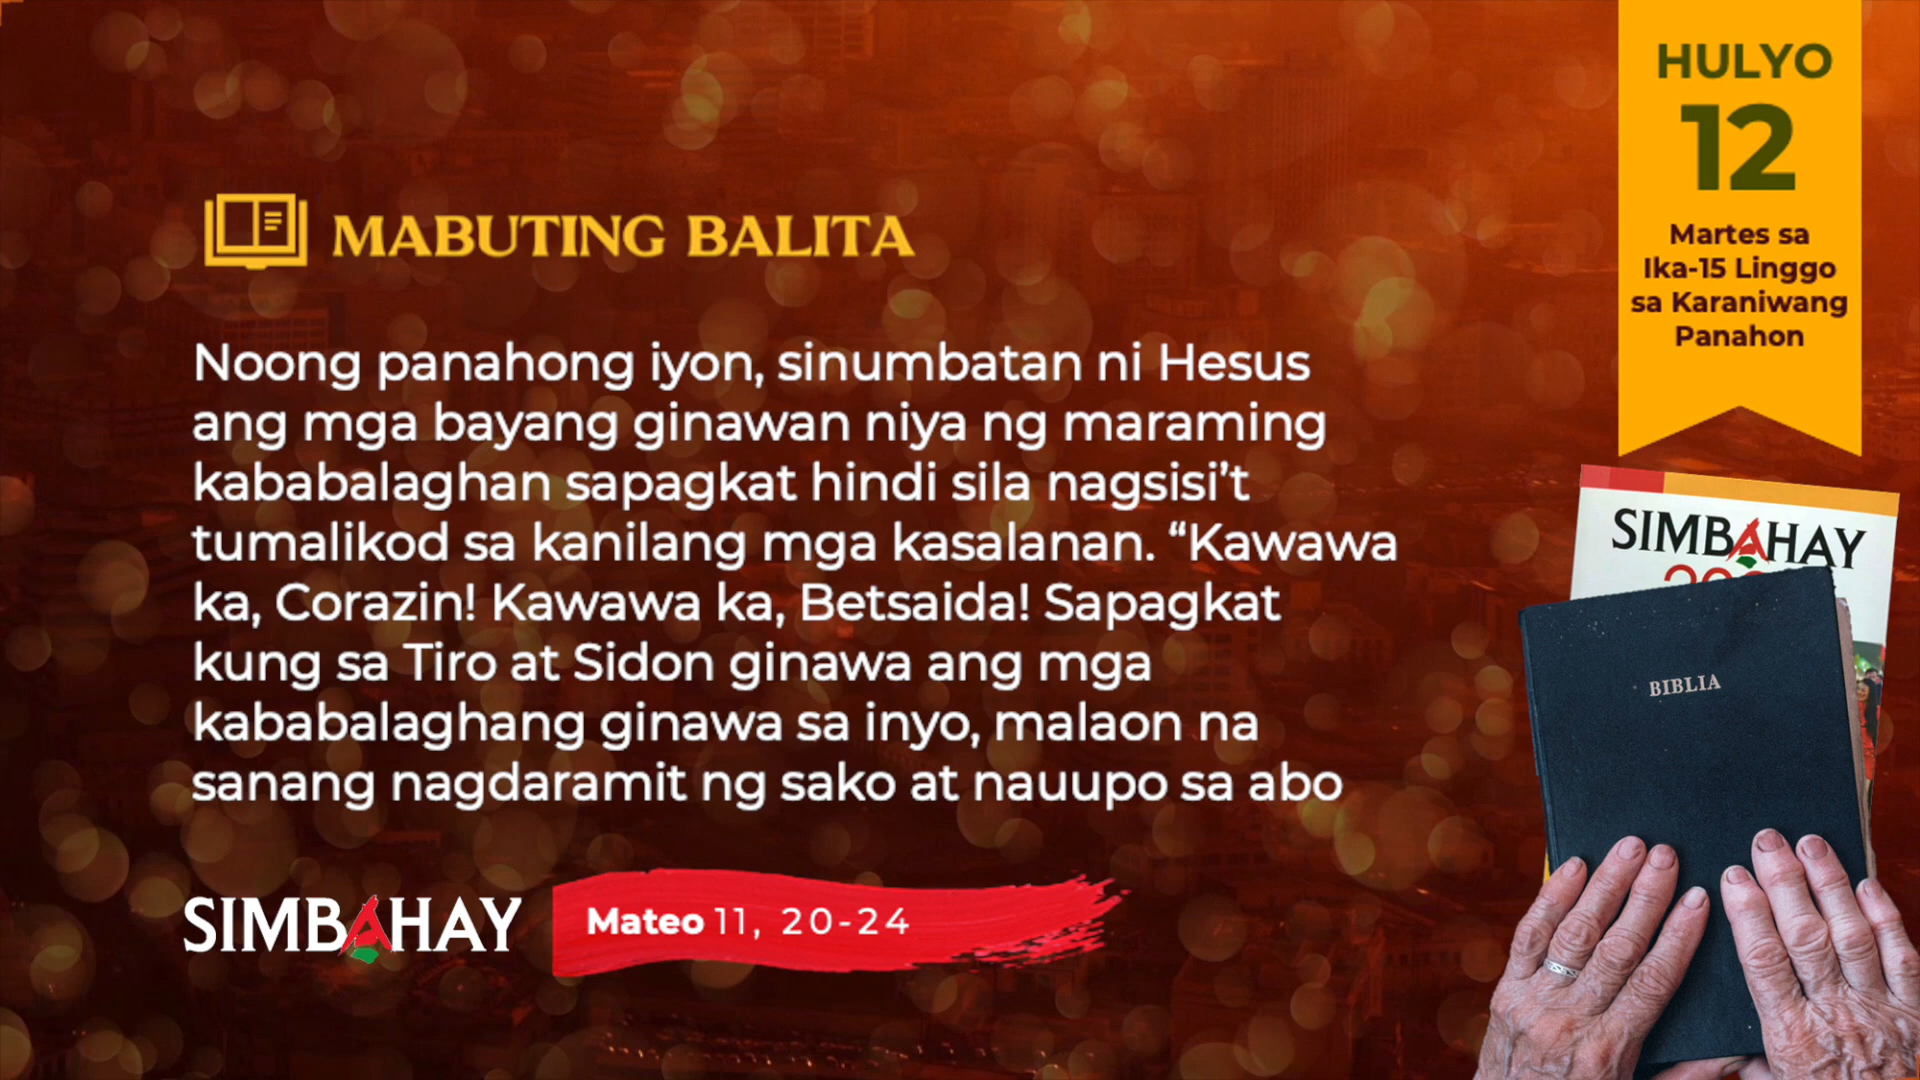 HULYO
12
Martes sa
Ika-15 Linggo
sa Karaniwang
Panahon
MABUTING BALITA
Noong panahong iyon, sinumbatan ni Hesus
ang mga bayang ginawan niya ng maraming
kababalaghan sapagkat hindi sila nagsisi’t
tumalikod sa kanilang mga kasalanan. “Kawawa
ka, Corazin! Kawawa ka, Betsaida! Sapagkat
kung sa Tiro at Sidon ginawa ang mga
kababalaghang ginawa sa inyo, malaon na
sanang nagdaramit ng sako at nauupo sa abo
SIMBAHAY
Mateo 11, 20-24
SIMBAHAY
BIBLIA